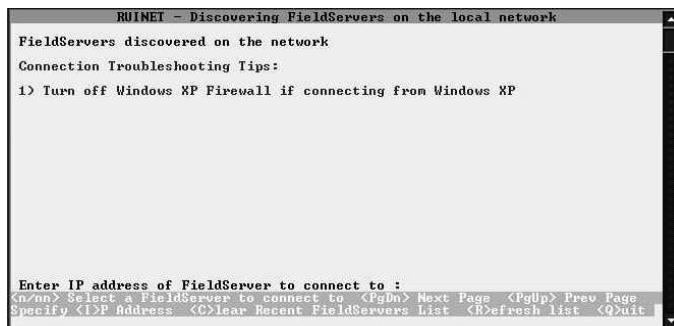 RUINET - Discovering FieldServers on the local network
FieldServers discovered on the network
Connection Troubleshooting Tips:
1) Turn off Windows XP Firewall if connecting from Windows XP
Enter IP address of FieldServer to connect to :
<n/nn> Select a FieldServer to connect to <PgDn> Next Page <PgUp> Prev Page
Specify <I>P Address <C>lear Recent FieldServers List <R>efresh list <Q>uit